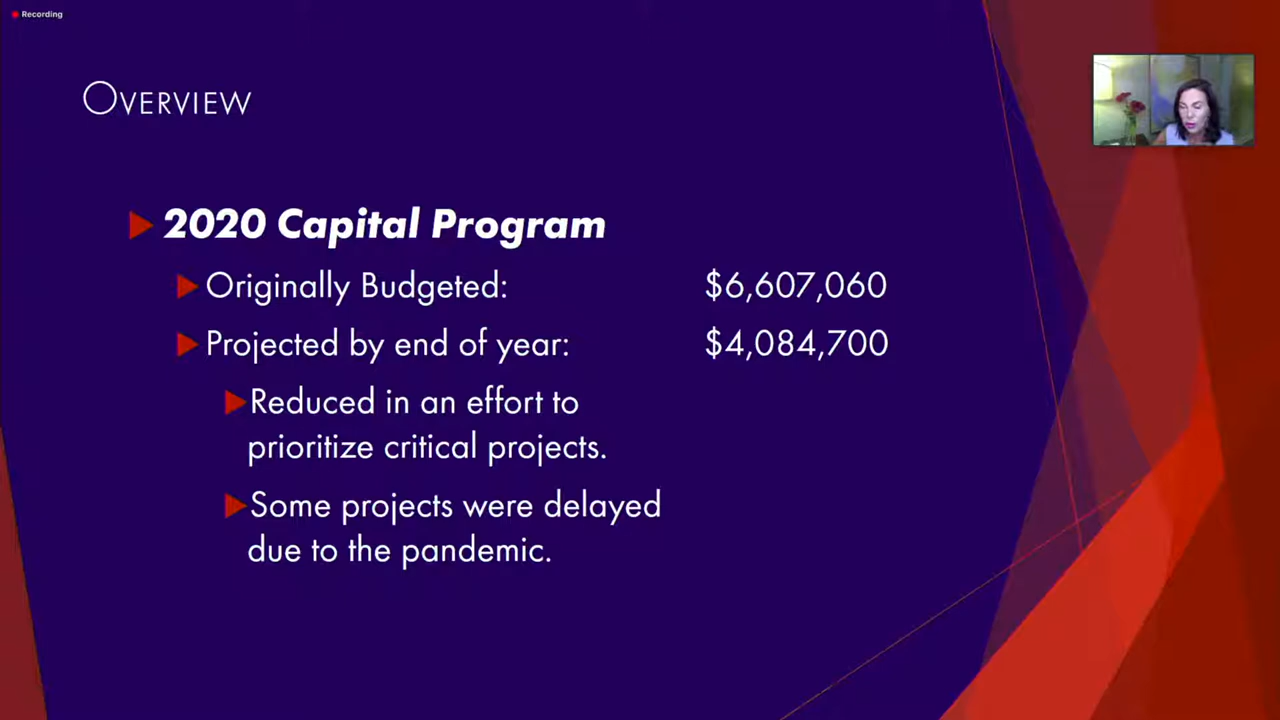 Recording
Overview
2020 Capital Program
Originally Budgeted: $6,607,060
Projected by end of year: $4,084,700
Reduced in an effort to
prioritize critical projects.
Some projects were delayed
due to the pandemic.